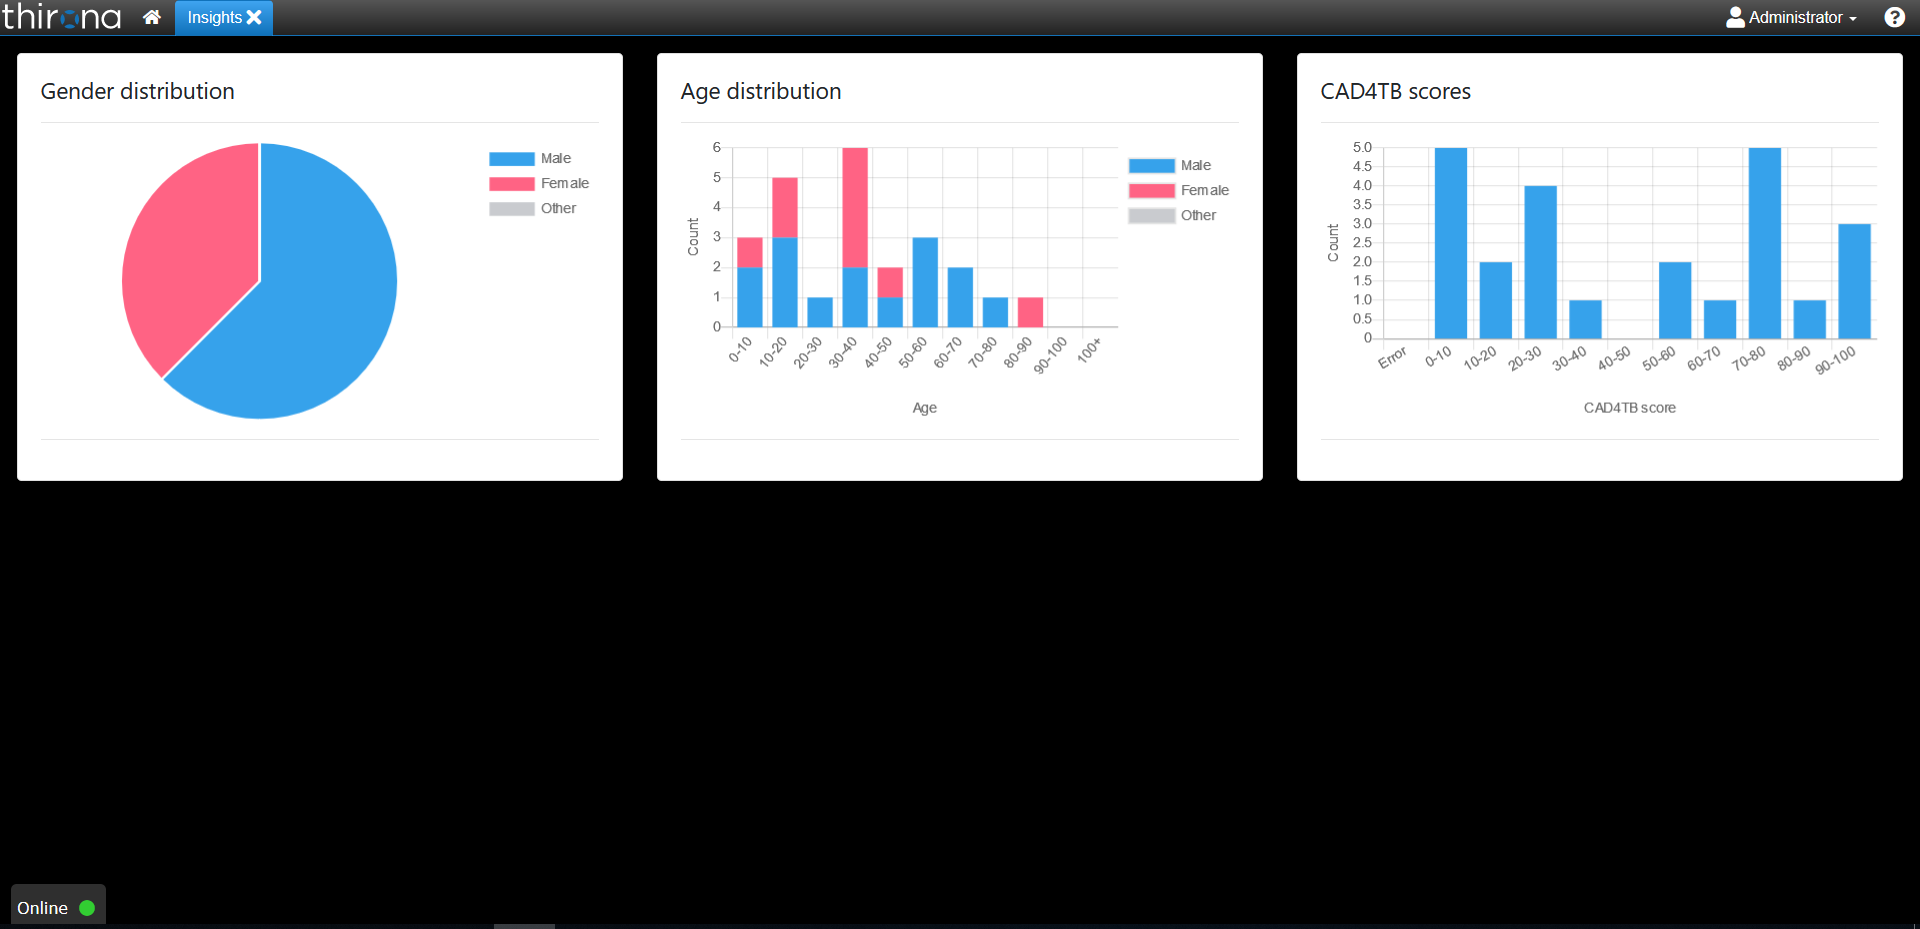 thirona
Insights
Administrator
?
Gender distribution
Male
Female
Other
Age distribution
6
5
4
3
2
1
0
Count
0-10
10-20
20-30
30-40
40-50
50-60
60-70
70-80
80-90
90-100
100+
Age
Male
Female
Other
CAD4TB scores
5.0
4.5
4.0
3.5
3.0
2.5
2.0
1.5
1.0
0.5
0
Count
Error
0-10
10-20
20-30
30-40
40-50
50-60
60-70
70-80
80-90
90-100
CAD4TB score
Online